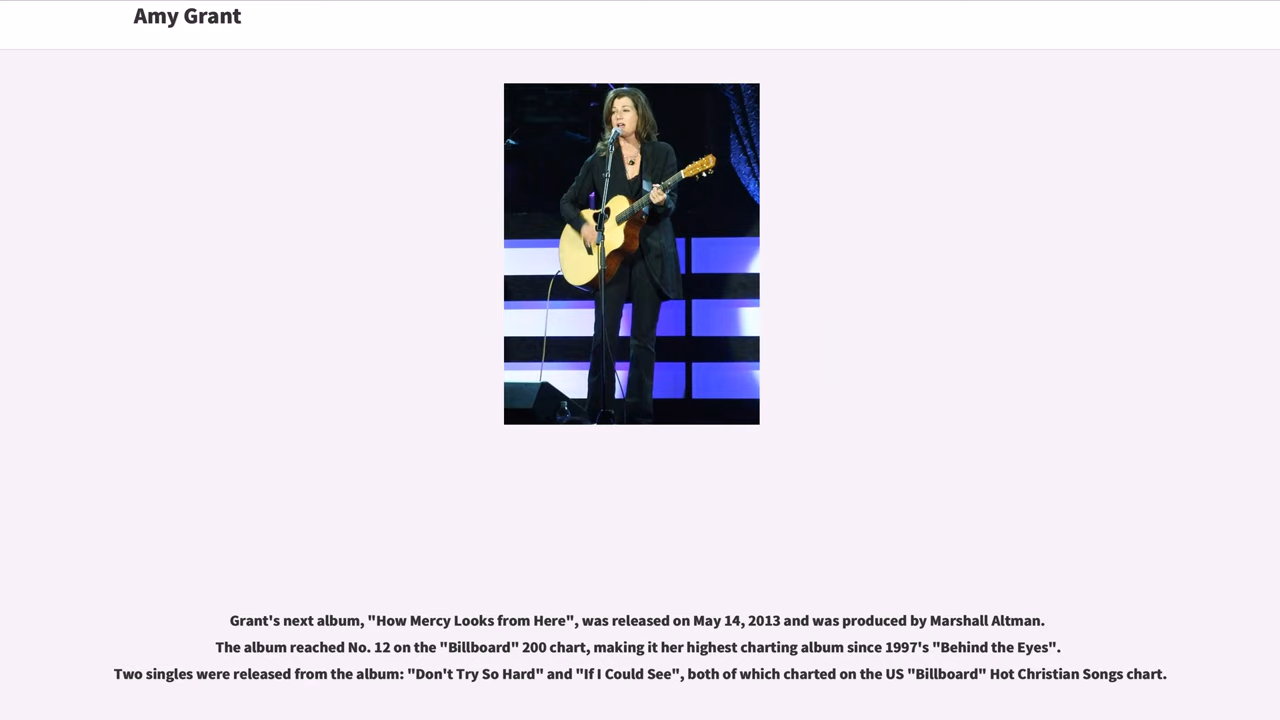 Amy Grant
Grant's next album, "How Mercy Looks from Here", was released on May 14, 2013 and was produced by Marshall Altman.
The album reached No. 12 on the "Billboard" 200 chart, making it her highest charting album since 1997's "Behind the Eyes".
Two singles were released from the album: "Don't Try So Hard" and "If I Could See", both of which charted on the US "Billboard" Hot Christian Songs chart.